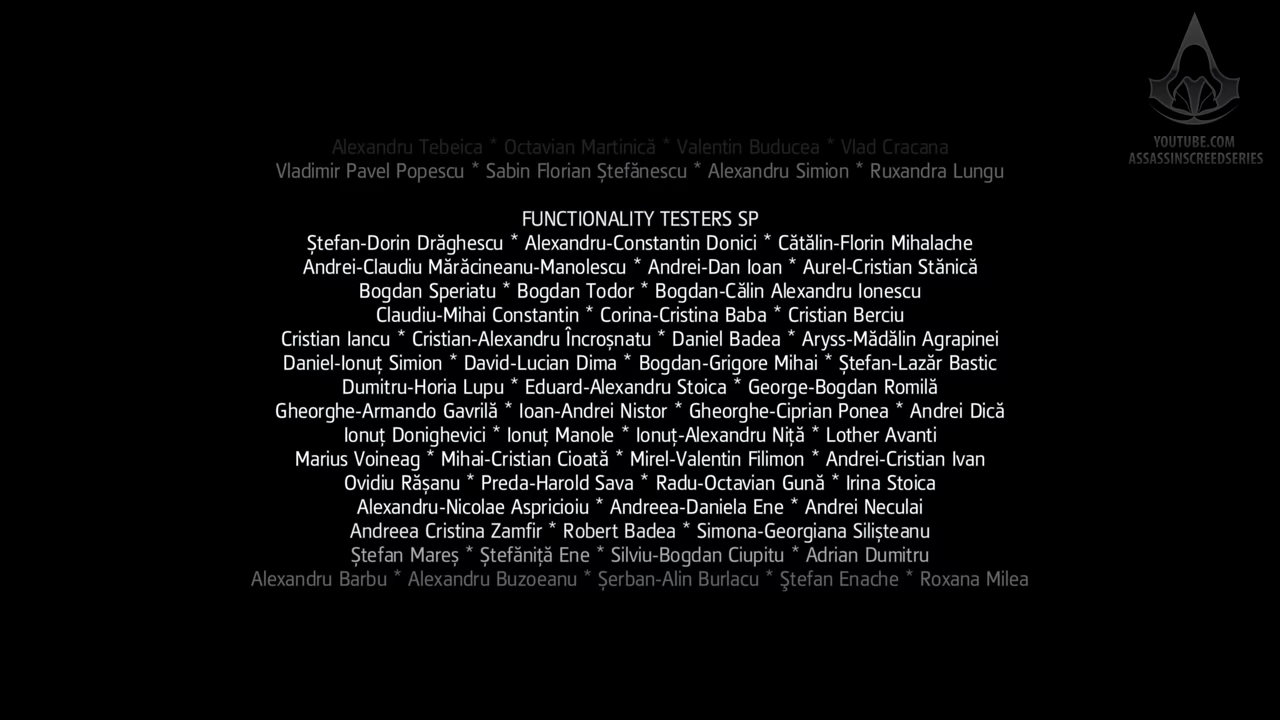 YOUTUBE.COM
ASSASSINSCREEDSERIES
Alexandru Tebeica * Octavian Martinică * Valentin Buducea * Vlad Cracana
Vladimir Pavel Popescu * Sabin Florian Ștefănescu * Alexandru Simion * Ruxandra Lungu
FUNCTIONALITY TESTERS SP
Ștefan-Dorin Drăghescu * Alexandru-Constantin Donici * Cătălin-Florin Mihalache
Andrei-Claudiu Mărăcineanu-Manolescu * Andrei-Dan Ioan * Aurel-Cristian Stănică
Bogdan Speriatu * Bogdan Todor * Bogdan-Călin Alexandru Ionescu
Claudiu-Mihai Constantin * Corina-Cristina Baba * Cristian Berciu
Cristian Iancu * Cristian-Alexandru Încroșnatu * Daniel Badea * Aryss-Mădălin Agrapinei
Daniel-Ionuț Simion * David-Lucian Dima * Bogdan-Grigore Mihai * Ștefan-Lazăr Bastic
Dumitru-Horia Lupu * Eduard-Alexandru Stoica * George-Bogdan Romilă
Gheorghe-Armando Gavrilă * Ioan-Andrei Nistor * Gheorghe-Ciprian Ponea * Andrei Dică
Ionuț Donighevici * Ionuț Manole * Ionuț-Alexandru Niță * Lother Avanti
Marius Voineag * Mihai-Cristian Cioată * Mirel-Valentin Filimon * Andrei-Cristian Ivan
Ovidiu Rășanu * Preda-Harold Sava * Radu-Octavian Gună * Irina Stoica
Alexandru-Nicolae Aspricioiu * Andreea-Daniela Ene * Andrei Neculai
Andreea Cristina Zamfir * Robert Badea * Simona-Georgiana Silișteanu
Ștefan Mareș * Ștefăniță Ene * Silviu-Bogdan Ciupitu * Adrian Dumitru
Alexandru Barbu * Alexandru Buzoeanu * Șerban-Alin Burlacu * Ştefan Enache * Roxana Milea